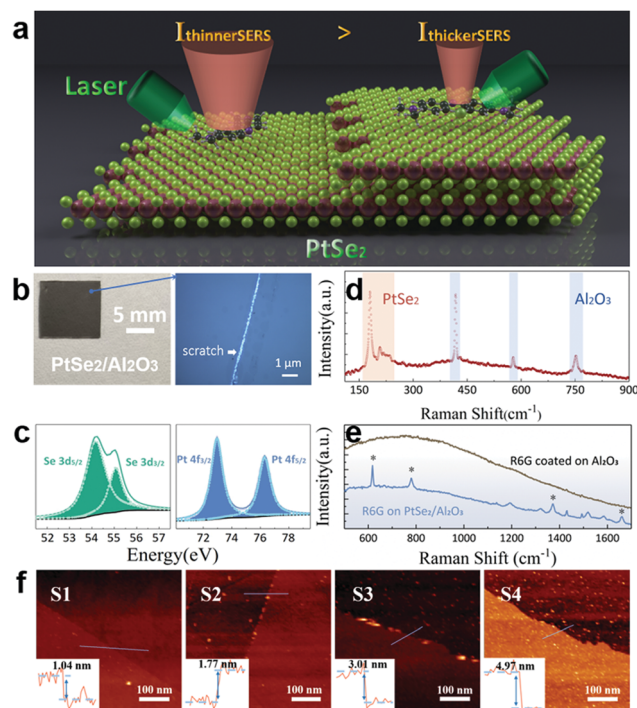 a
I thinnerSERS > I thickerSERS
Laser
PtSe₂
b
5 mm
PtSe₂/Al₂O₃
scratch
1 μm
d
Intensity(a.u.)
PtSe₂
Al₂O₃
150 300 450 600 750 900
Raman Shift(cm⁻¹)
c
Se 3d₅/₂
Se 3d₃/₂
Pt 4f₃/₂
Pt 4f₅/₂
52 53 54 55 56 57
72 74 76 78
Energy(eV)
e
Intensity(a.u.)
R6G coated on Al₂O₃
* * * *
R6G on PtSe₂/Al₂O₃
600 800 1000 1200 1400 1600
Raman Shift (cm⁻¹)
f
S1
1.04 nm
100 nm
S2
1.77 nm
100 nm
S3
3.01 nm
100 nm
S4
4.97 nm
100 nm